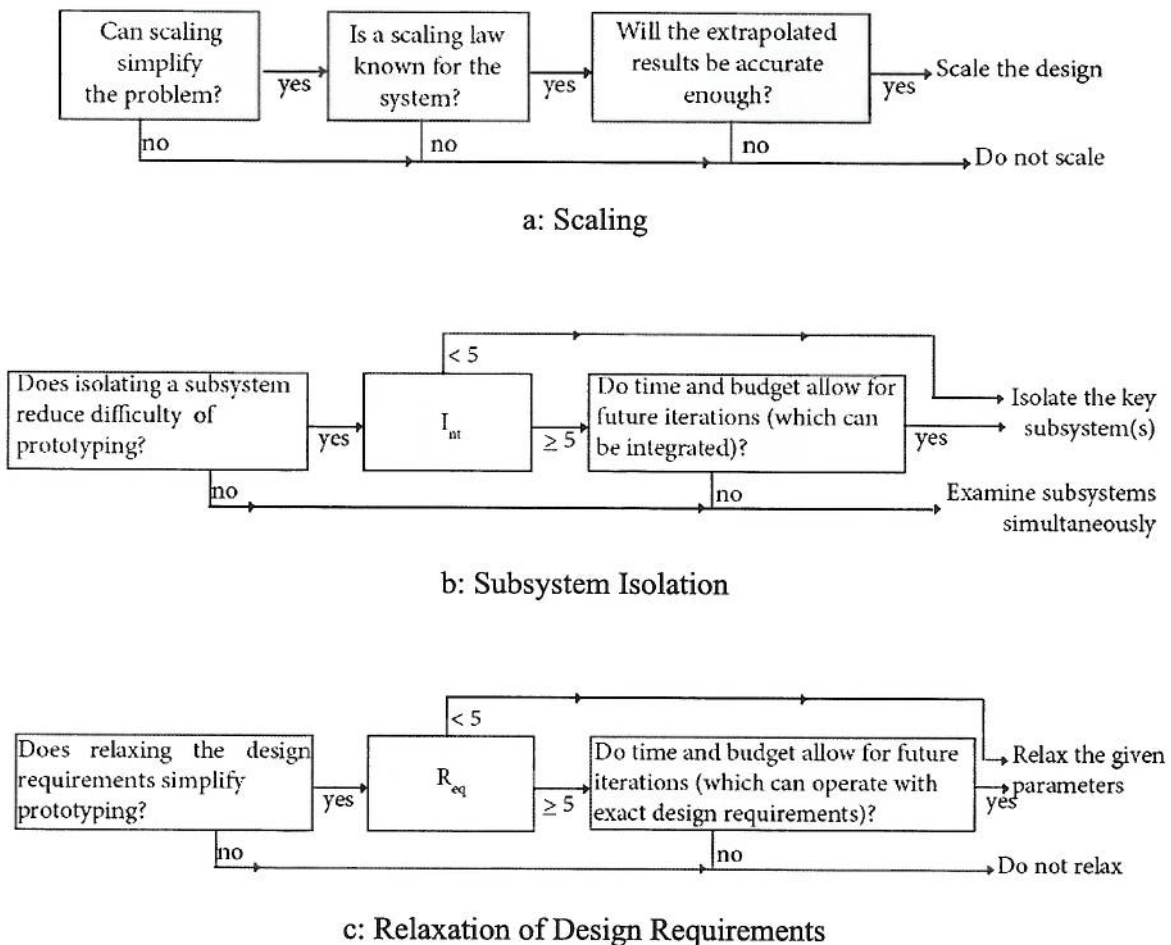 Can scaling
simplify
the problem?
yes
Is a scaling law
known for the
system?
yes
Will the extrapolated
results be accurate
enough?
yes
Scale the design
no
no
no
Do not scale
a: Scaling
< 5
Does isolating a subsystem
reduce difficulty of
prototyping?
yes
I_nt
≥ 5
Do time and budget allow for
future iterations (which can
be integrated)?
yes
Isolate the key
subsystem(s)
no
no
Examine subsystems
simultaneously
b: Subsystem Isolation
< 5
Does relaxing the design
requirements simplify
prototyping?
yes
R_eq
≥ 5
Do time and budget allow for future
iterations (which can operate with
exact design requirements)?
yes
Relax the given
parameters
no
no
Do not relax
c: Relaxation of Design Requirements